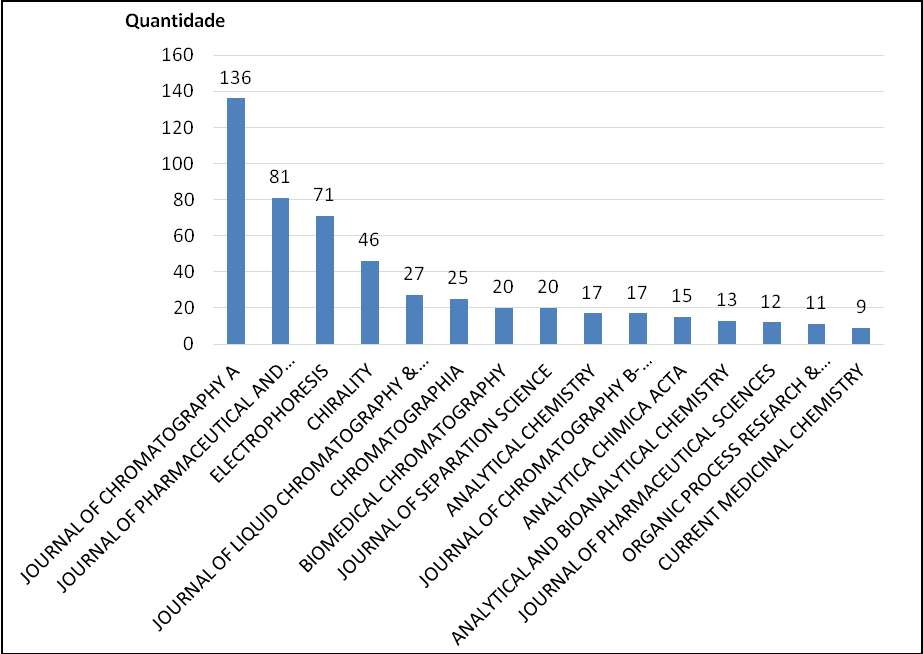 Quantidade
160
140
120
100
80
60
40
20
0
136
81
71
46
27
25
20
20
17
17
15
13
12
11
9
JOURNAL OF CHROMATOGRAPHY A
JOURNAL OF PHARMACEUTICAL AND...
ELECTROPHORESIS
CHIRALITY
JOURNAL OF LIQUID CHROMATOGRAPHY &...
CHROMATOGRAPHIA
BIOMEDICAL CHROMATOGRAPHY
JOURNAL OF SEPARATION SCIENCE
ANALYTICAL CHEMISTRY
JOURNAL OF CHROMATOGRAPHY B-...
ANALYTICA CHIMICA ACTA
ANALYTICAL AND BIOANALYTICAL CHEMISTRY
JOURNAL OF PHARMACEUTICAL SCIENCES
ORGANIC PROCESS RESEARCH &...
CURRENT MEDICINAL CHEMISTRY